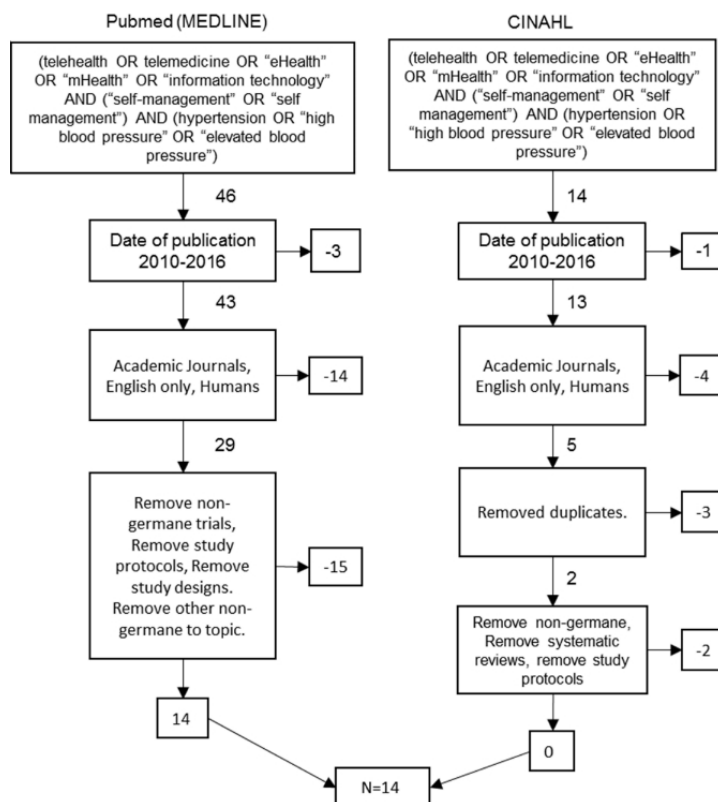 Pubmed (MEDLINE)
(telehealth OR telemedicine OR “eHealth”
OR “mHealth” OR “information technology”
AND (“self-management” OR “self
management”) AND (hypertension OR “high
blood pressure” OR “elevated blood
pressure”)
46
Date of publication
2010-2016
-3
43
Academic Journals,
English only, Humans
-14
29
Remove non-
germane trials,
Remove study
protocols, Remove
study designs.
Remove other non-
germane to topic.
-15
14
CINAHL
(telehealth OR telemedicine OR “eHealth”
OR “mHealth” OR “information technology”
AND (“self-management” OR “self
management”) AND (hypertension OR
“high blood pressure” OR “elevated blood
pressure”)
14
Date of publication
2010-2016
-1
13
Academic Journals,
English only, Humans
-4
5
Removed duplicates.
-3
2
Remove non-germane,
Remove systematic
reviews, remove study
protocols
-2
0
N=14